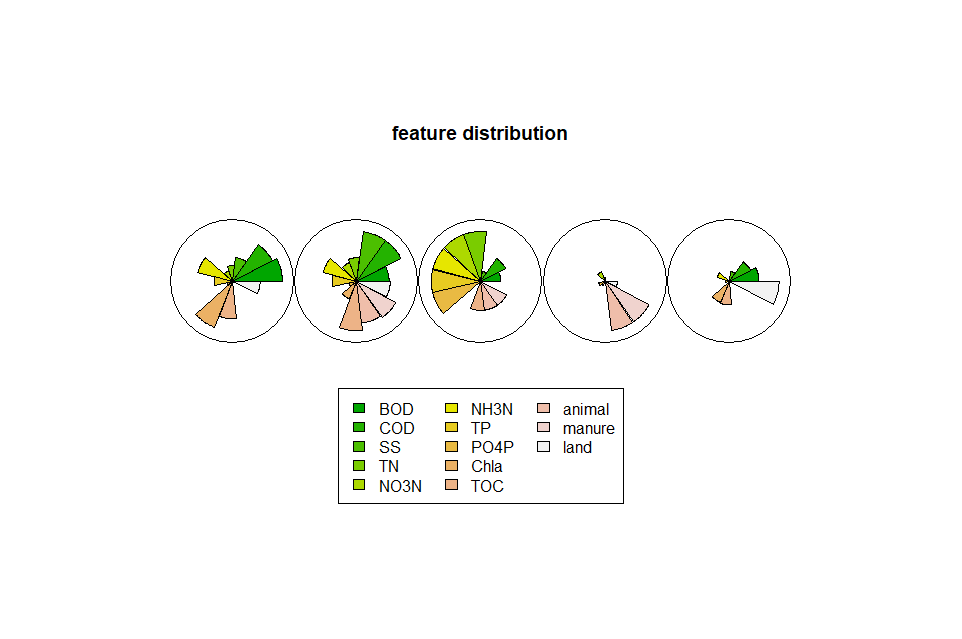 feature distribution
BOD NH3N animal
COD TP manure
SS PO4P land
TN Chla
NO3N TOC